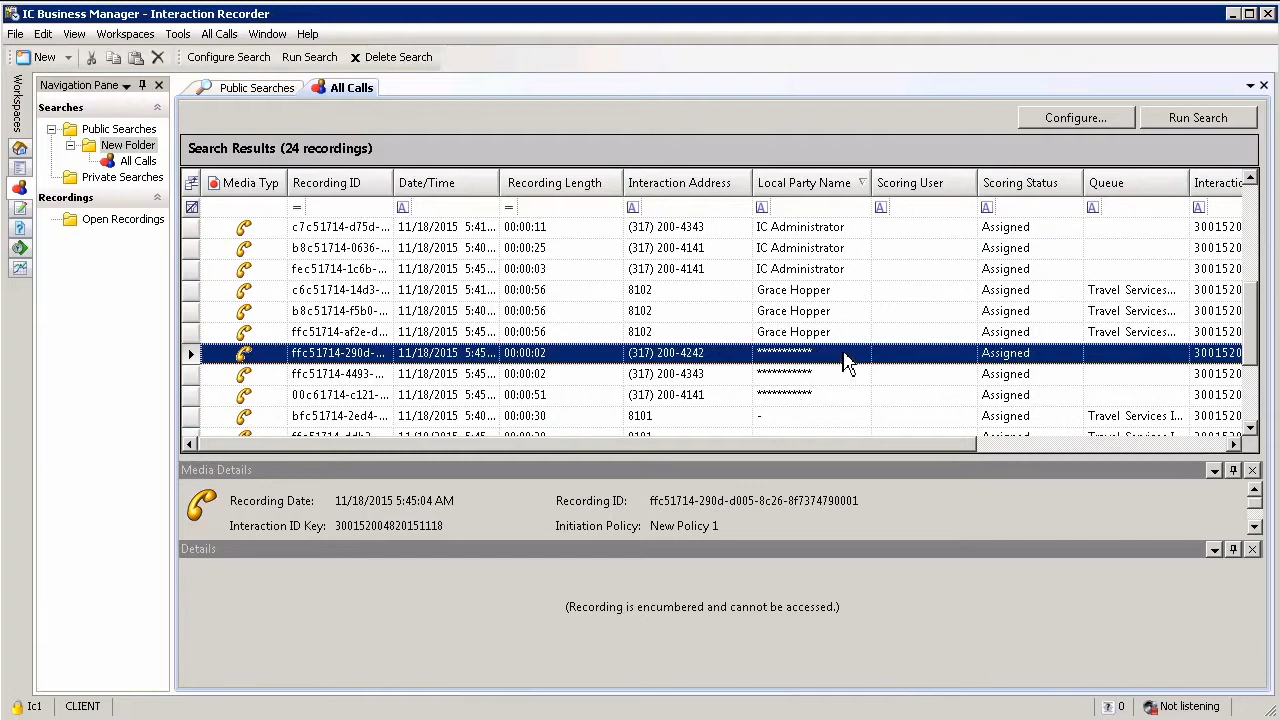 IC Business Manager - Interaction Recorder
File Edit View Workspaces Tools All Calls Window Help
New Configure Search Run Search Delete Search
Workspaces
Navigation Pane
Searches
Public Searches
New Folder
All Calls
Private Searches
Recordings
Open Recordings
Public Searches All Calls
Configure... Run Search
Search Results (24 recordings)
Media Typ Recording ID Date/Time Recording Length Interaction Address Local Party Name Scoring User Scoring Status Queue Interactio
= A = A A A A A A
c7c51714-d75d-... 11/18/2015 5:41... 00:00:11 (317) 200-4343 IC Administrator Assigned 3001520
b8c51714-0636-... 11/18/2015 5:40... 00:00:25 (317) 200-4141 IC Administrator Assigned 3001520
fec51714-1c6b-... 11/18/2015 5:45... 00:00:03 (317) 200-4141 IC Administrator Assigned 3001520
c6c51714-14d3-... 11/18/2015 5:41... 00:00:56 8102 Grace Hopper Assigned Travel Services... 3001520
b8c51714-f5b0-... 11/18/2015 5:40... 00:00:56 8102 Grace Hopper Assigned Travel Services... 3001520
ffc51714-af2e-d... 11/18/2015 5:45... 00:00:56 8102 Grace Hopper Assigned Travel Services... 3001520
ffc51714-290d-... 11/18/2015 5:45... 00:00:02 (317) 200-4242 *********** Assigned 3001520
ffc51714-4493-... 11/18/2015 5:45... 00:00:02 (317) 200-4343 *********** Assigned 3001520
00c61714-c121-... 11/18/2015 5:45... 00:00:51 (317) 200-4141 *********** Assigned 3001520
bfc51714-2ed4-... 11/18/2015 5:40... 00:00:30 8101 - Assigned Travel Services I... 3001520
Media Details
Recording Date: 11/18/2015 5:45:04 AM Recording ID: ffc51714-290d-d005-8c26-8f7374790001
Interaction ID Key: 300152004820151118 Initiation Policy: New Policy 1
Details
(Recording is encumbered and cannot be accessed.)
Ic1 CLIENT 0 Not listening